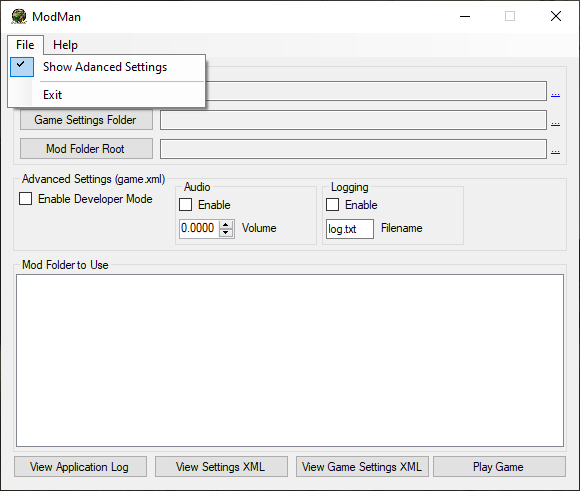 ModMan
File Help
Show Adanced Settings
Exit
...
Game Settings Folder ...
Mod Folder Root ...
Advanced Settings (game.xml)
Enable Developer Mode
Audio
Enable
0.0000 Volume
Logging
Enable
log.txt Filename
Mod Folder to Use
View Application Log View Settings XML View Game Settings XML Play Game